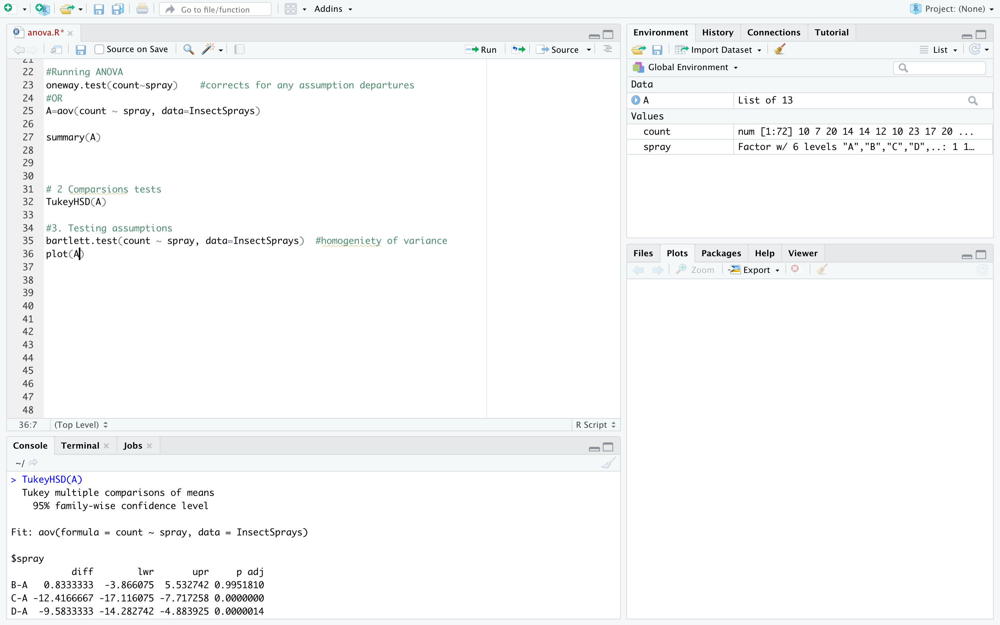 Go to file/function
Addins
Project: (None)
anova.R*
Source on Save
Run
Source
21
22 #Running ANOVA
23 oneway.test(count~spray)    #corrects for any assumption departures
24 #OR
25 A=aov(count ~ spray, data=InsectSprays)
26
27 summary(A)
28
29
30
31 # 2 Comparsions tests
32 TukeyHSD(A)
33
34 #3. Testing assumptions
35 bartlett.test(count ~ spray, data=InsectSprays)  #homogeniety of variance
36 plot(A)
37
38
39
40
41
42
43
44
45
46
47
48
36:7 (Top Level) R Script
Console Terminal Jobs
~/
> TukeyHSD(A)
  Tukey multiple comparisons of means
    95% family-wise confidence level
Fit: aov(formula = count ~ spray, data = InsectSprays)
$spray
           diff        lwr       upr     p adj
B-A   0.8333333  -3.866075  5.532742 0.9951810
C-A -12.4166667 -17.116075 -7.717258 0.0000000
D-A  -9.5833333 -14.282742 -4.883925 0.0000014
Environment History Connections Tutorial
Import Dataset List
Global Environment
Data
A List of 13
Values
count num [1:72] 10 7 20 14 14 12 10 23 17 20 ...
spray Factor w/ 6 levels "A","B","C","D",..: 1 1…
Files Plots Packages Help Viewer
Zoom Export